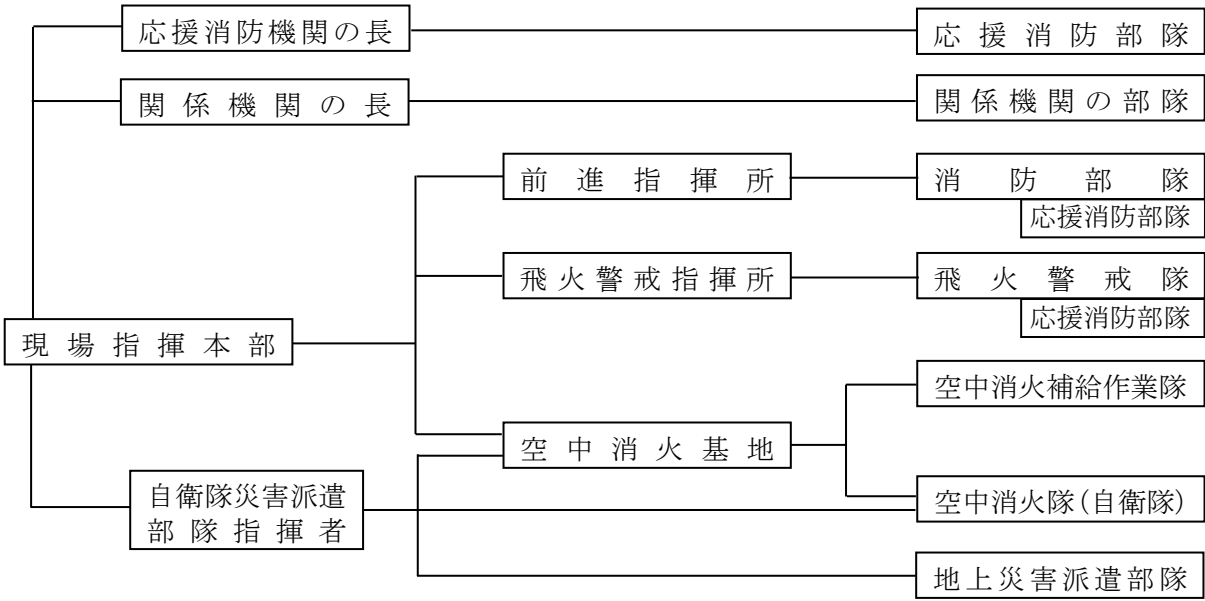 応援消防機関の長
応援消防部隊
関係機関の長
関係機関の部隊
前進指揮所
消防部隊
応援消防部隊
飛火警戒指揮所
飛火警戒隊
応援消防部隊
現場指揮本部
空中消火補給作業隊
空中消火基地
自衛隊災害派遣
部隊指揮者
空中消火隊(自衛隊)
地上災害派遣部隊